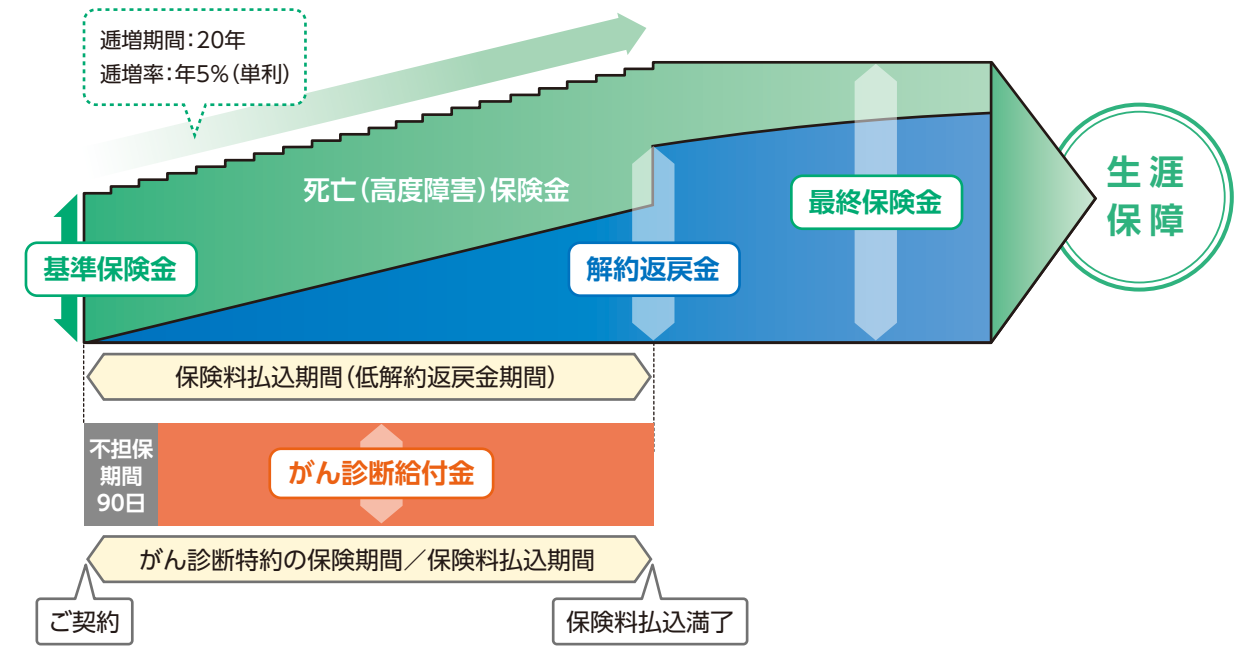 逓増期間：20年
逓増率：年5％（単利）
死亡（高度障害）保険金
基準保険金
解約返戻金
最終保険金
生涯
保障
保険料払込期間（低解約返戻金期間）
不担保
期間
90日
がん診断給付金
がん診断特約の保険期間／保険料払込期間
ご契約
保険料払込満了